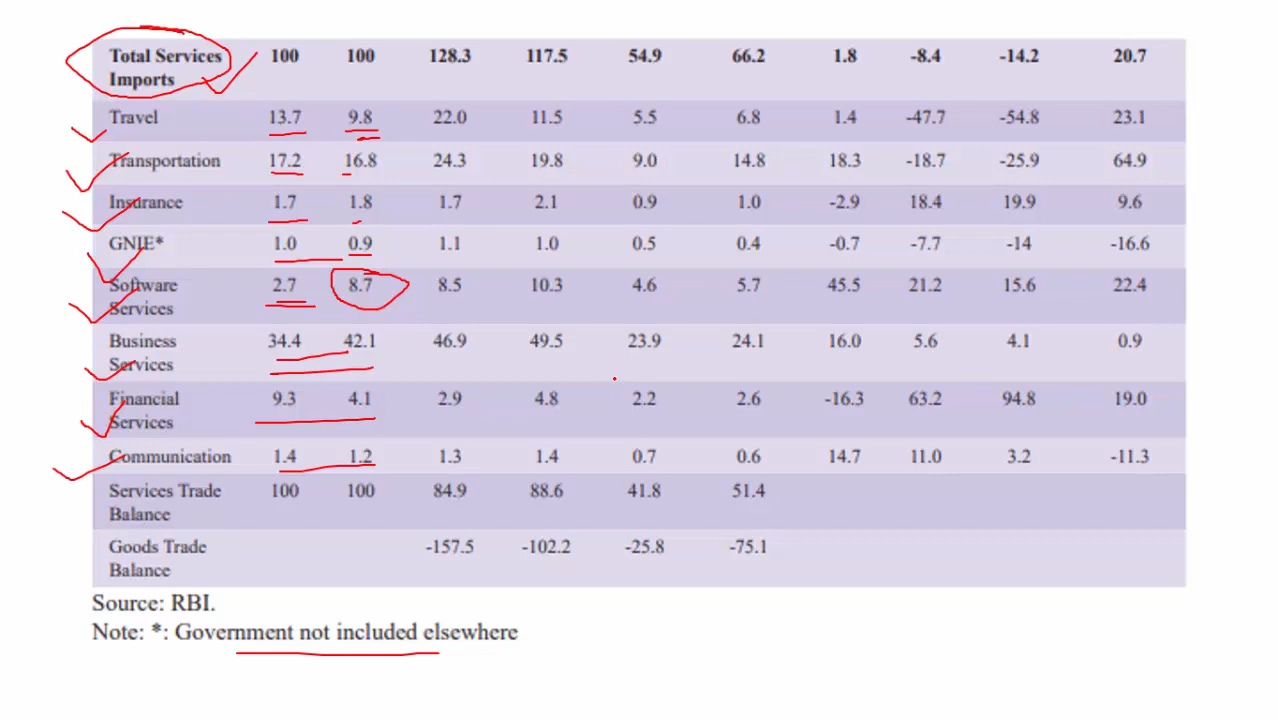 Total Services Imports 100 100 128.3 117.5 54.9 66.2 1.8 -8.4 -14.2 20.7
Travel 13.7 9.8 22.0 11.5 5.5 6.8 1.4 -47.7 -54.8 23.1
Transportation 17.2 16.8 24.3 19.8 9.0 14.8 18.3 -18.7 -25.9 64.9
Insurance 1.7 1.8 1.7 2.1 0.9 1.0 -2.9 18.4 19.9 9.6
GNIE* 1.0 0.9 1.1 1.0 0.5 0.4 -0.7 -7.7 -14 -16.6
Software Services 2.7 8.7 8.5 10.3 4.6 5.7 45.5 21.2 15.6 22.4
Business Services 34.4 42.1 46.9 49.5 23.9 24.1 16.0 5.6 4.1 0.9
Financial Services 9.3 4.1 2.9 4.8 2.2 2.6 -16.3 63.2 94.8 19.0
Communication 1.4 1.2 1.3 1.4 0.7 0.6 14.7 11.0 3.2 -11.3
Services Trade Balance 100 100 84.9 88.6 41.8 51.4
Goods Trade Balance -157.5 -102.2 -25.8 -75.1
Source: RBI.
Note: *: Government not included elsewhere